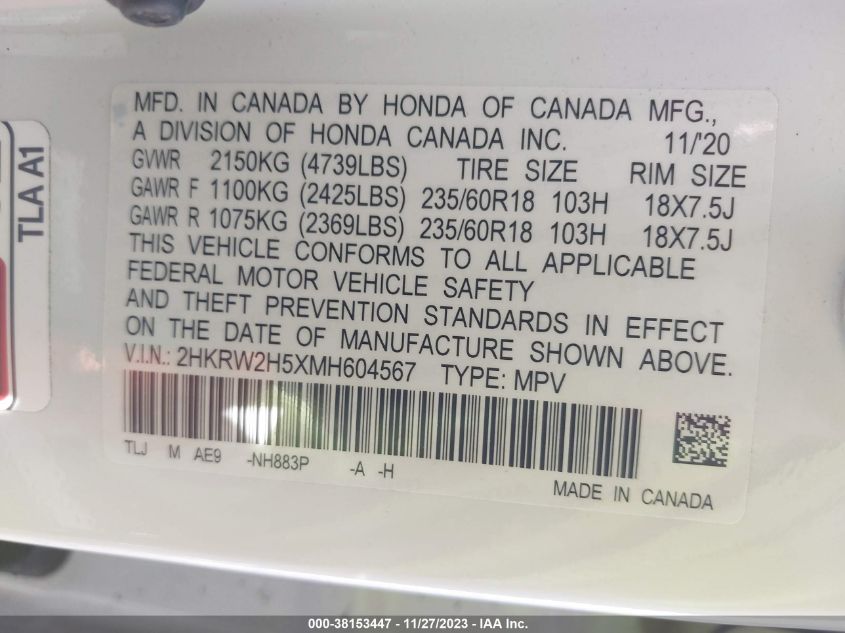 MFD. IN CANADA BY HONDA OF CANADA MFG.,
A DIVISION OF HONDA CANADA INC. 11/'20
GVWR 2150KG (4739LBS) TIRE SIZE RIM SIZE
GAWR F 1100KG (2425LBS) 235/60R18 103H 18X7.5J
GAWR R 1075KG (2369LBS) 235/60R18 103H 18X7.5J
THIS VEHICLE CONFORMS TO ALL APPLICABLE
FEDERAL MOTOR VEHICLE SAFETY
AND THEFT PREVENTION STANDARDS IN EFFECT
ON THE DATE OF MANUFACTURE SHOWN ABOVE.
V.I.N.: 2HKRW2H5XMH604567 TYPE: MPV
TLJ M AE9 -NH883P -A -H
MADE IN CANADA
TLA A1
000-38153447 - 11/27/2023 - IAA Inc.